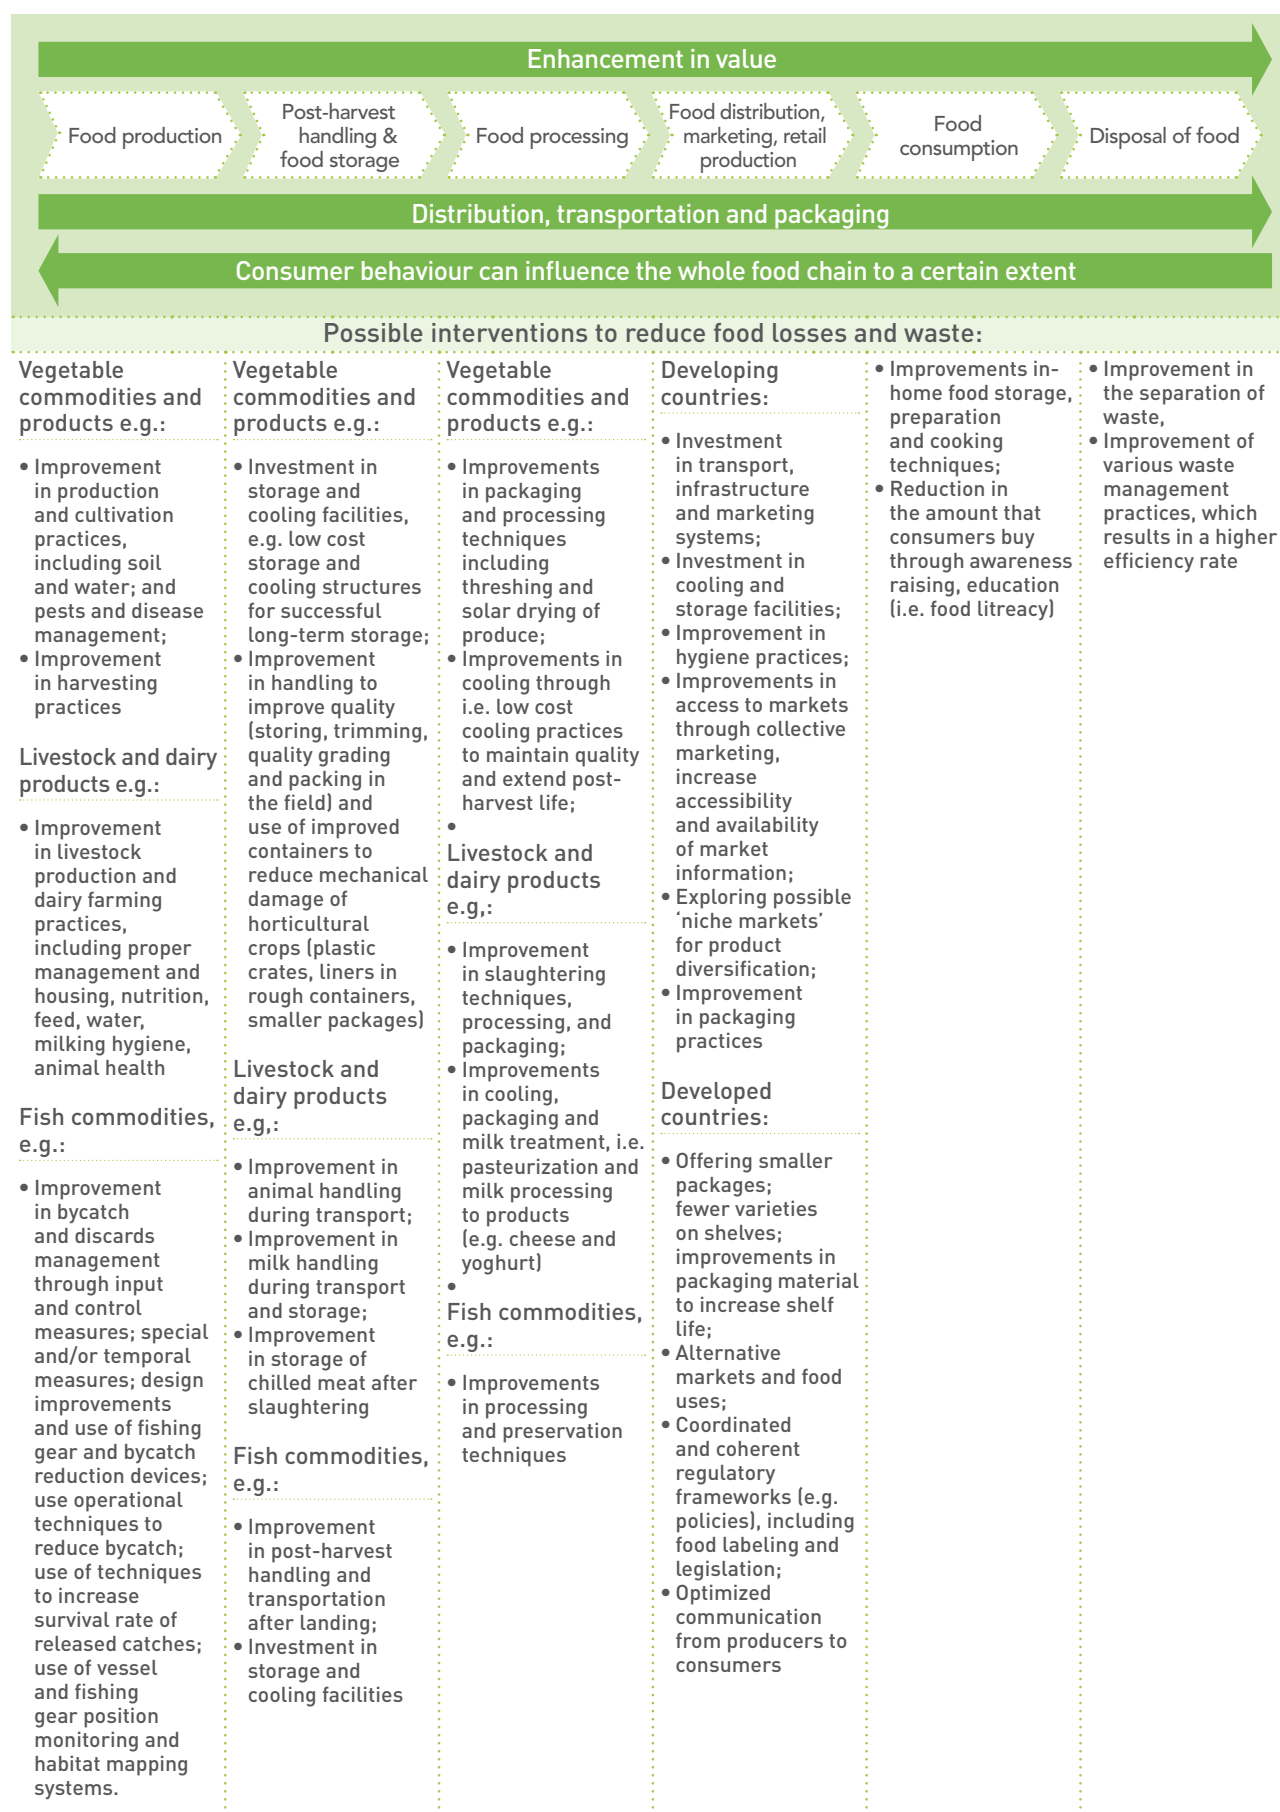 Enhancement in value
Food production
Post-harvest
handling &
food storage
Food processing
Food distribution,
marketing, retail
production
Food
consumption
Disposal of food
Distribution, transportation and packaging
Consumer behaviour can influence the whole food chain to a certain extent
Possible interventions to reduce food losses and waste:
Vegetable
commodities and
products e.g.:
• Improvement
in production
and cultivation
practices,
including soil
and water; and
pests and disease
management;
• Improvement
in harvesting
practices
Livestock and dairy
products e.g.:
• Improvement
in livestock
production and
dairy farming
practices,
including proper
management and
housing, nutrition,
feed, water,
milking hygiene,
animal health
Fish commodities,
e.g.:
• Improvement
in bycatch
and discards
management
through input
and control
measures; special
and/or temporal
measures; design
improvements
and use of fishing
gear and bycatch
reduction devices;
use operational
techniques to
reduce bycatch;
use of techniques
to increase
survival rate of
released catches;
use of vessel
and fishing
gear position
monitoring and
habitat mapping
systems.
Vegetable
commodities and
products e.g.:
• Investment in
storage and
cooling facilities,
e.g. low cost
storage and
cooling structures
for successful
long-term storage;
• Improvement
in handling to
improve quality
(storing, trimming,
quality grading
and packing in
the field) and
use of improved
containers to
reduce mechanical
damage of
horticultural
crops (plastic
crates, liners in
rough containers,
smaller packages)
Livestock and
dairy products
e.g,:
• Improvement in
animal handling
during transport;
• Improvement in
milk handling
during transport
and storage;
• Improvement
in storage of
chilled meat after
slaughtering
Fish commodities,
e.g.:
• Improvement
in post-harvest
handling and
transportation
after landing;
• Investment in
storage and
cooling facilities
Vegetable
commodities and
products e.g.:
• Improvements
in packaging
and processing
techniques
including
threshing and
solar drying of
produce;
• Improvements in
cooling through
i.e. low cost
cooling practices
to maintain quality
and extend post-
harvest life;
•
Livestock and
dairy products
e.g,:
• Improvement
in slaughtering
techniques,
processing, and
packaging;
• Improvements
in cooling,
packaging and
milk treatment, i.e.
pasteurization and
milk processing
to products
(e.g. cheese and
yoghurt)
•
Fish commodities,
e.g.:
• Improvements
in processing
and preservation
techniques
Developing
countries:
• Investment
in transport,
infrastructure
and marketing
systems;
• Investment in
cooling and
storage facilities;
• Improvement in
hygiene practices;
• Improvements in
access to markets
through collective
marketing,
increase
accessibility
and availability
of market
information;
• Exploring possible
‘niche markets’
for product
diversification;
• Improvement
in packaging
practices
Developed
countries:
• Offering smaller
packages;
fewer varieties
on shelves;
improvements in
packaging material
to increase shelf
life;
• Alternative
markets and food
uses;
• Coordinated
and coherent
regulatory
frameworks (e.g.
policies), including
food labeling and
legislation;
• Optimized
communication
from producers to
consumers
• Improvements in-
home food storage,
preparation
and cooking
techniques;
• Reduction in
the amount that
consumers buy
through awareness
raising, education
(i.e. food litreacy)
• Improvement in
the separation of
waste,
• Improvement of
various waste
management
practices, which
results in a higher
efficiency rate